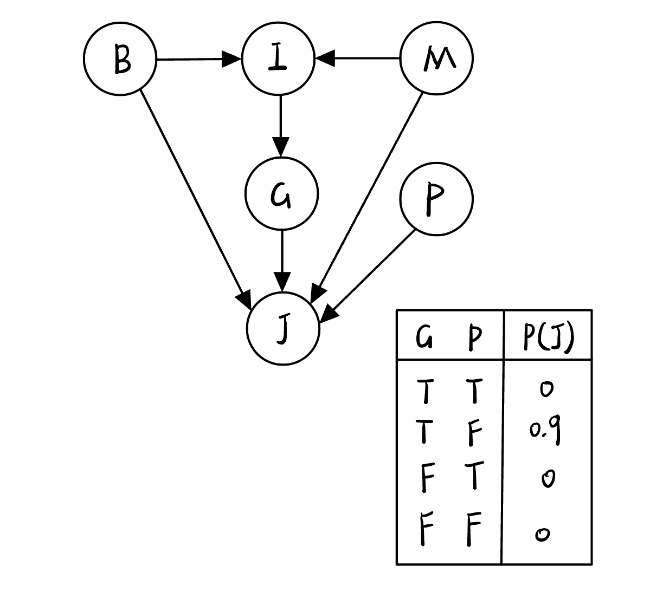 B I M
G P
J
G P P(J)
T T 0
T F 0.9
F T 0
F F 0